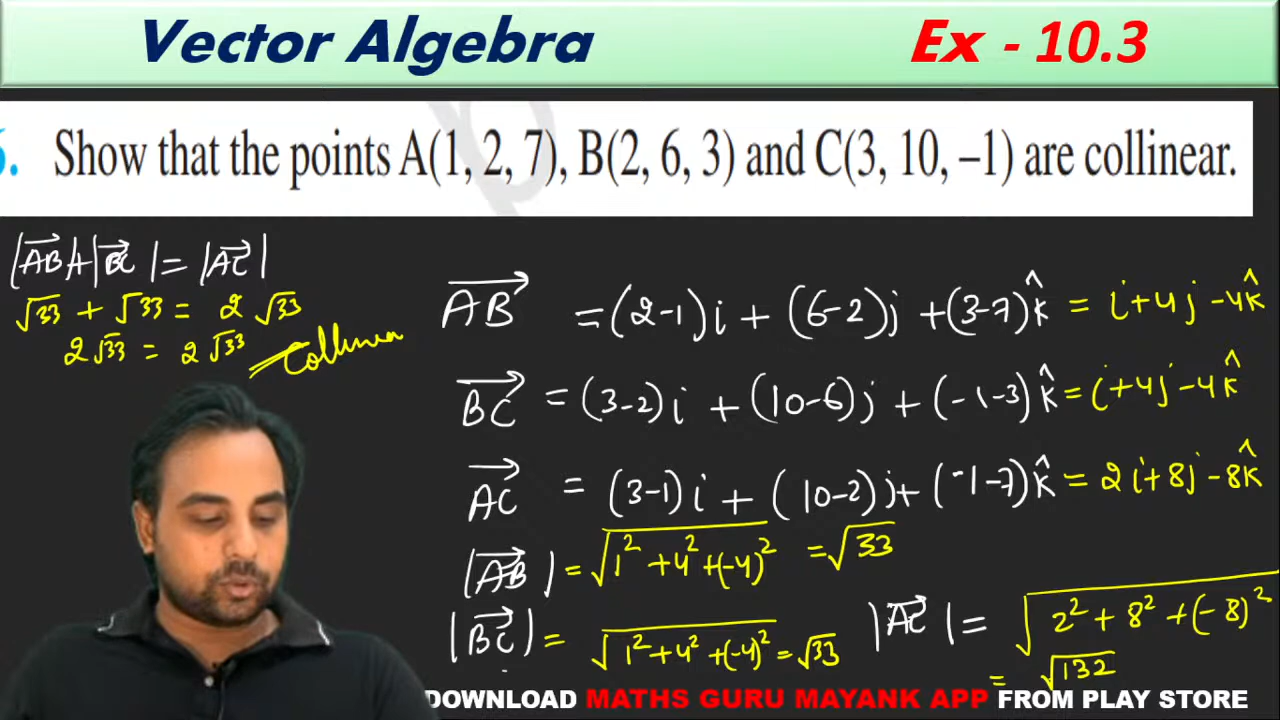 Vector Algebra Ex - 10.3
Show that the points A(1, 2, 7), B(2, 6, 3) and C(3, 10, –1) are collinear.
|AB⃗|+|BC⃗| = |AC⃗|
√33 + √33 = 2√33
2√33 = 2√33 Collinear
AB⃗ = (2-1)i + (6-2)j + (3-7)k̂ = i+4j-4k̂
BC⃗ = (3-2)i + (10-6)j + (-1-3)k̂ = i+4j-4k̂
AC⃗ = (3-1)i + (10-2)j + (-1-7)k̂ = 2i+8j-8k̂
|AB⃗| = √1²+4²+(-4)² = √33
|BC⃗| = √1²+4²+(-4)² = √33
|AC⃗| = √2²+8²+(-8)²
= √132
DOWNLOAD MATHS GURU MAYANK APP FROM PLAY STORE